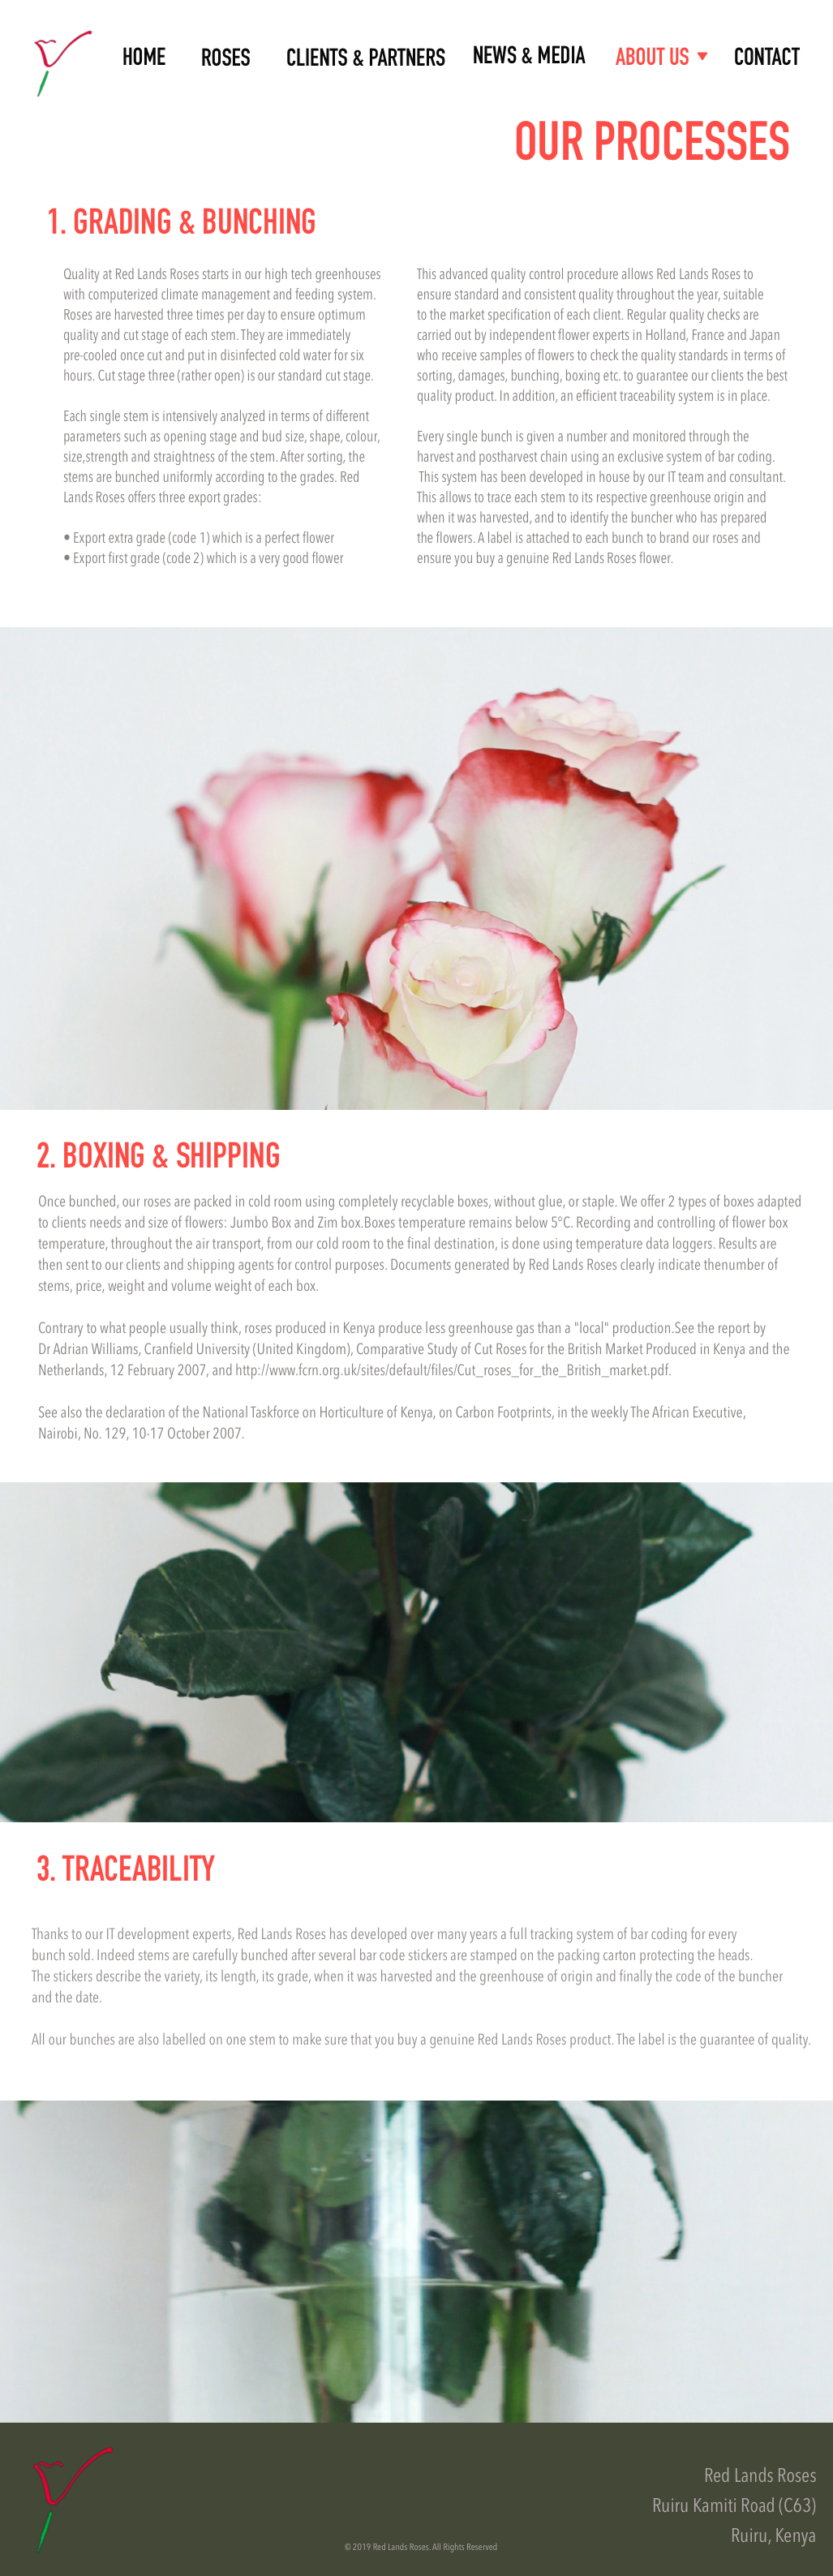 HOME ROSES CLIENTS & PARTNERS NEWS & MEDIA ABOUT US CONTACT
OUR PROCESSES
1. GRADING & BUNCHING
Quality at Red Lands Roses starts in our high tech greenhouses
with computerized climate management and feeding system.
Roses are harvested three times per day to ensure optimum
quality and cut stage of each stem. They are immediately
pre-cooled once cut and put in disinfected cold water for six
hours. Cut stage three (rather open) is our standard cut stage.
Each single stem is intensively analyzed in terms of different
parameters such as opening stage and bud size, shape, colour,
size,strength and straightness of the stem. After sorting, the
stems are bunched uniformly according to the grades. Red
Lands Roses offers three export grades:
• Export extra grade (code 1) which is a perfect flower
• Export first grade (code 2) which is a very good flower
This advanced quality control procedure allows Red Lands Roses to
ensure standard and consistent quality throughout the year, suitable
to the market specification of each client. Regular quality checks are
carried out by independent flower experts in Holland, France and Japan
who receive samples of flowers to check the quality standards in terms of
sorting, damages, bunching, boxing etc. to guarantee our clients the best
quality product. In addition, an efficient traceability system is in place.
Every single bunch is given a number and monitored through the
harvest and postharvest chain using an exclusive system of bar coding.
This system has been developed in house by our IT team and consultant.
This allows to trace each stem to its respective greenhouse origin and
when it was harvested, and to identify the buncher who has prepared
the flowers. A label is attached to each bunch to brand our roses and
ensure you buy a genuine Red Lands Roses flower.
2. BOXING & SHIPPING
Once bunched, our roses are packed in cold room using completely recyclable boxes, without glue, or staple. We offer 2 types of boxes adapted
to clients needs and size of flowers: Jumbo Box and Zim box.Boxes temperature remains below 5°C. Recording and controlling of flower box
temperature, throughout the air transport, from our cold room to the final destination, is done using temperature data loggers. Results are
then sent to our clients and shipping agents for control purposes. Documents generated by Red Lands Roses clearly indicate thenumber of
stems, price, weight and volume weight of each box.
Contrary to what people usually think, roses produced in Kenya produce less greenhouse gas than a "local" production.See the report by
Dr Adrian Williams, Cranfield University (United Kingdom), Comparative Study of Cut Roses for the British Market Produced in Kenya and the
Netherlands, 12 February 2007, and http://www.fcrn.org.uk/sites/default/files/Cut_roses_for_the_British_market.pdf.
See also the declaration of the National Taskforce on Horticulture of Kenya, on Carbon Footprints, in the weekly The African Executive,
Nairobi, No. 129, 10-17 October 2007.
3. TRACEABILITY
Thanks to our IT development experts, Red Lands Roses has developed over many years a full tracking system of bar coding for every
bunch sold. Indeed stems are carefully bunched after several bar code stickers are stamped on the packing carton protecting the heads.
The stickers describe the variety, its length, its grade, when it was harvested and the greenhouse of origin and finally the code of the buncher
and the date.
All our bunches are also labelled on one stem to make sure that you buy a genuine Red Lands Roses product. The label is the guarantee of quality.
Red Lands Roses
Ruiru Kamiti Road (C63)
Ruiru, Kenya
© 2019 Red Lands Roses. All Rights Reserved